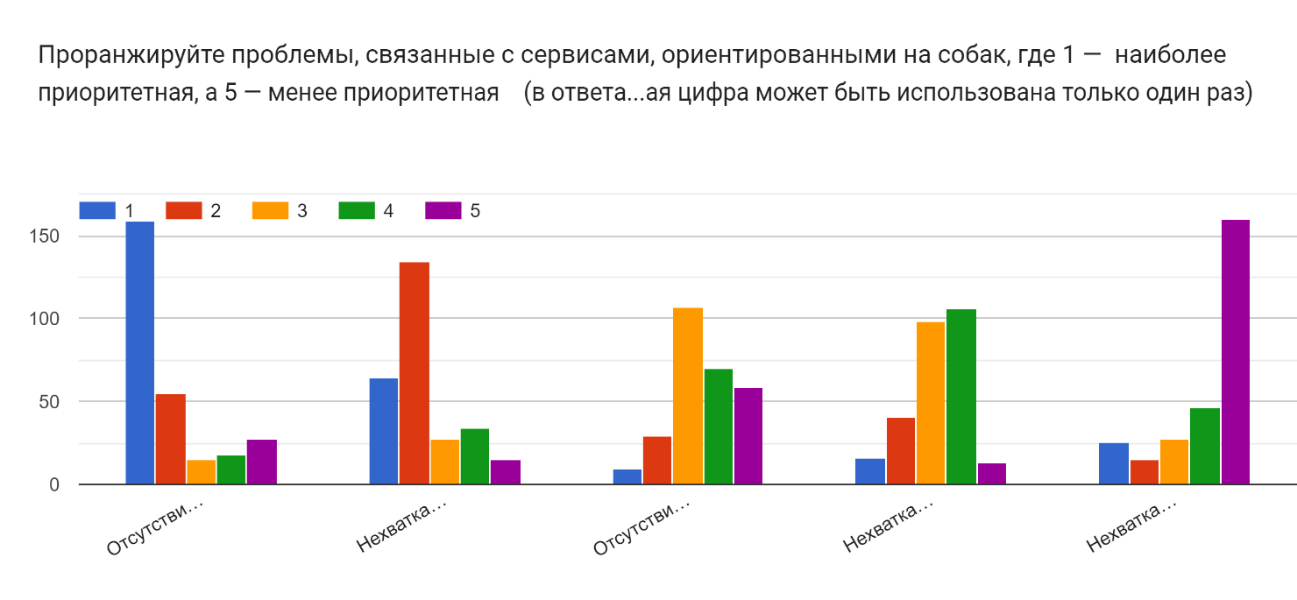 Проранжируйте проблемы, связанные с сервисами, ориентированными на собак, где 1 — наиболее
приоритетная, а 5 — менее приоритетная (в ответа...ая цифра может быть использована только один раз)
1 2 3 4 5
150
100
50
0
Отсутстви... Нехватка... Отсутстви... Нехватка... Нехватка...